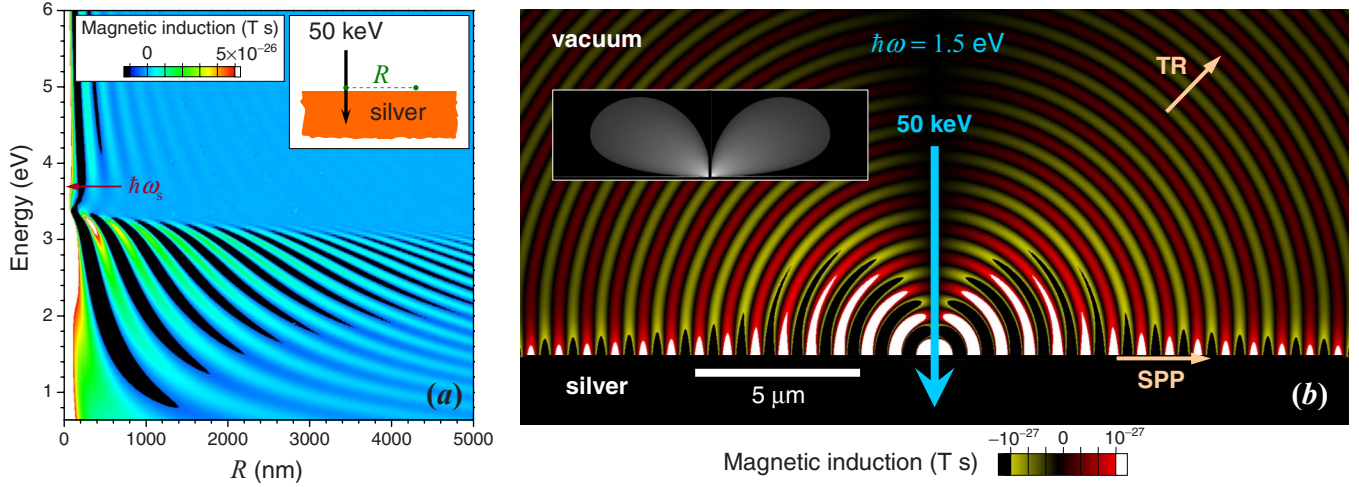 6
5
4
3
2
1
Energy (eV)
Magnetic induction (T s)
0 5×10⁻²⁶
50 keV
R
silver
ħωₛ
(a)
0 1000 2000 3000 4000 5000
R (nm)
vacuum
ħω = 1.5 eV
TR
50 keV
silver
5 μm
SPP
(b)
−10⁻²⁷ 0 10⁻²⁷
Magnetic induction (T s)